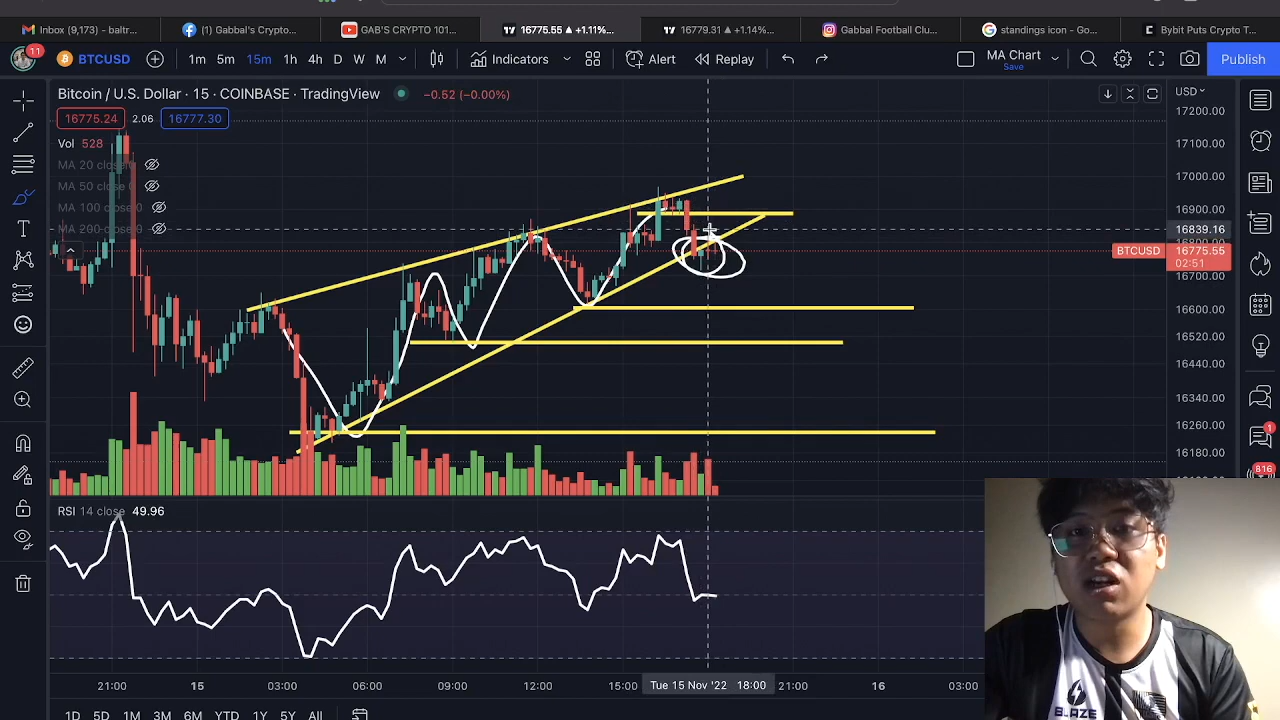 Inbox (9,173) - baltr...
(1) Gabbal's Crypto...
GAB'S CRYPTO 101...
16775.55 ▲ +1.11%...
16779.31 ▲ +1.14%...
Gabbal Football Clu...
standings icon - Go...
Bybit Puts Crypto T...
11
BTCUSD
1m
5m
15m
1h
4h
D
W
M
Indicators
Alert
Replay
MA Chart
Save
Publish
Bitcoin / U.S. Dollar · 15 · COINBASE · TradingView
−0.52 (−0.00%)
USD
16775.24
2.06
16777.30
Vol 528
MA 20 close 0
MA 50 close 0
MA 100 close 0
MA 200 close 0
17200.00
17100.00
17000.00
16900.00
16839.16
BTCUSD
16775.55
02:51
16700.00
16600.00
16520.00
16440.00
16340.00
16260.00
16180.00
1
816
RSI 14 close 49.96
21:00
15
03:00
06:00
09:00
12:00
15:00
Tue 15 Nov '22 18:00
21:00
16
03:00
1D
5D
1M
3M
6M
YTD
1Y
5Y
All
BLAZE